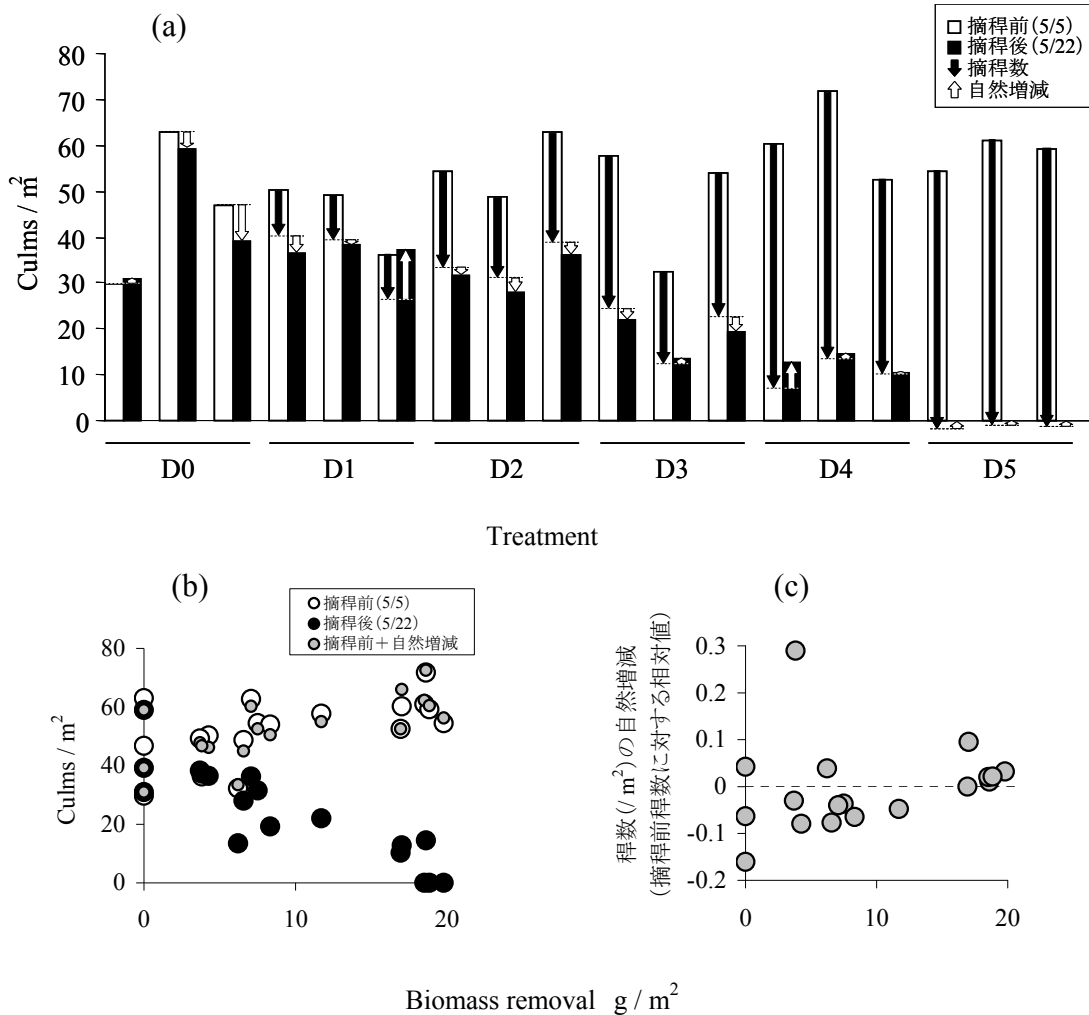 (a)
摘稈前(5/5)
摘稈後(5/22)
摘稈数
自然増減
80
70
60
50
40
30
20
10
0
Culms / m²
D0 D1 D2 D3 D4 D5
Treatment
(b)
摘稈前(5/5)
摘稈後(5/22)
摘稈前+自然増減
80
60
40
20
0
Culms / m²
0 10 20
(c)
稈数(/ m²)の自然増減
(摘稈前稈数に対する相対値)
0.3
0.2
0.1
0
-0.1
-0.2
0 10 20
Biomass removal g / m²